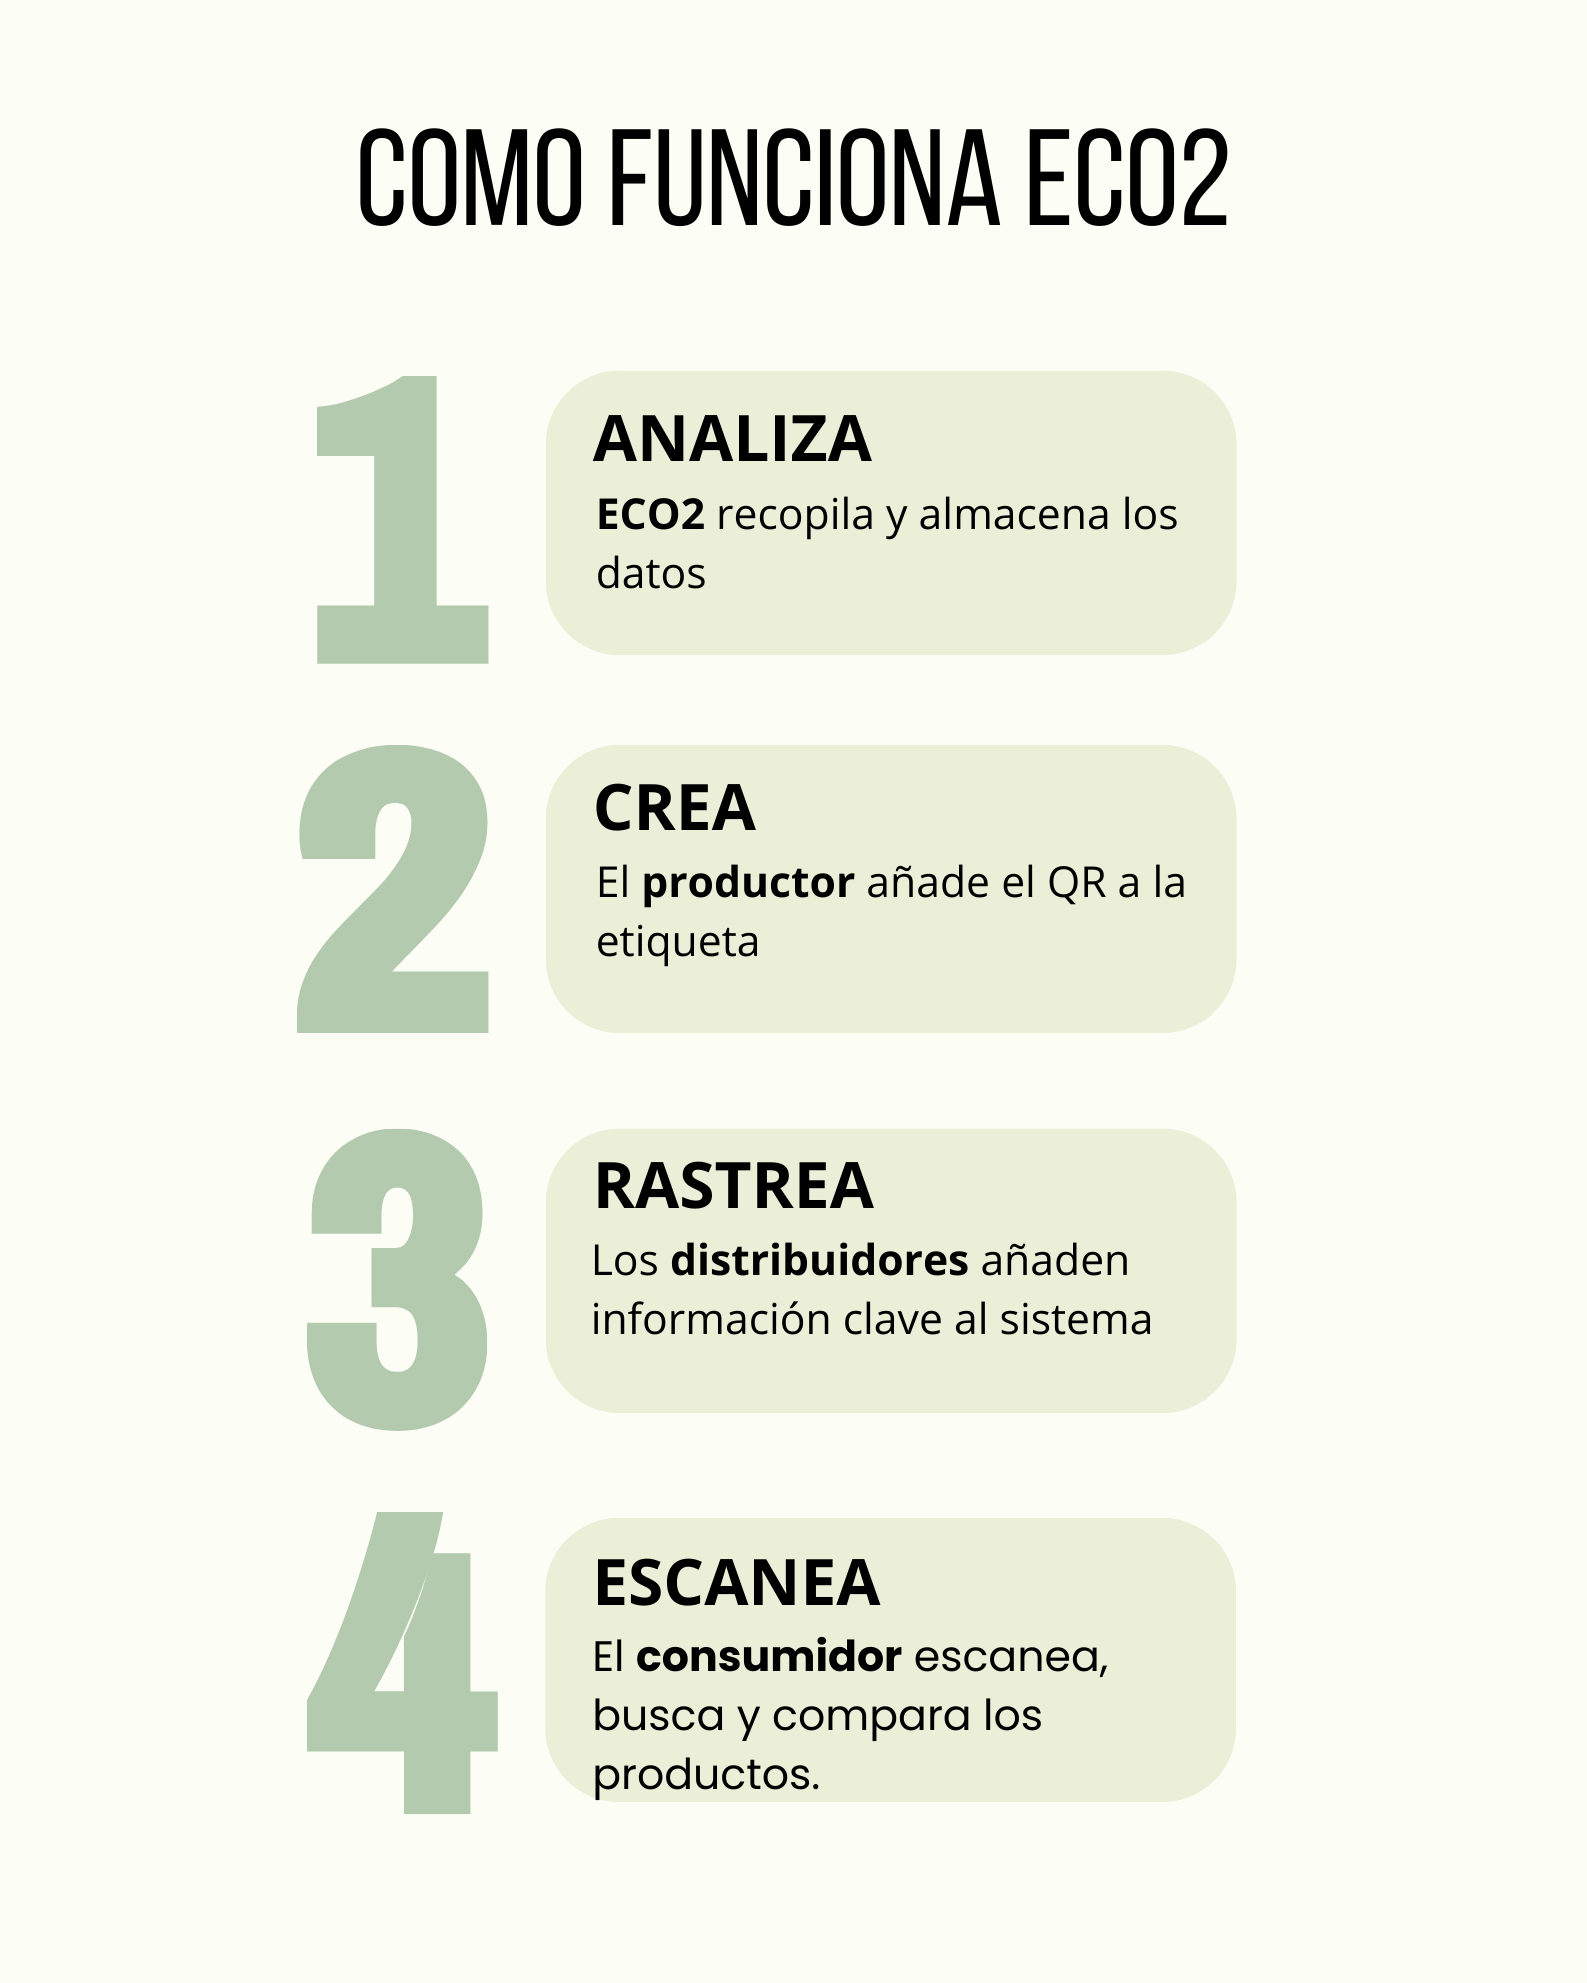 COMO FUNCIONA ECO2
1
ANALIZA
ECO2 recopila y almacena los
datos
2
CREA
El productor añade el QR a la
etiqueta
3
RASTREA
Los distribuidores añaden
información clave al sistema
4
ESCANEA
El consumidor escanea,
busca y compara los
productos.